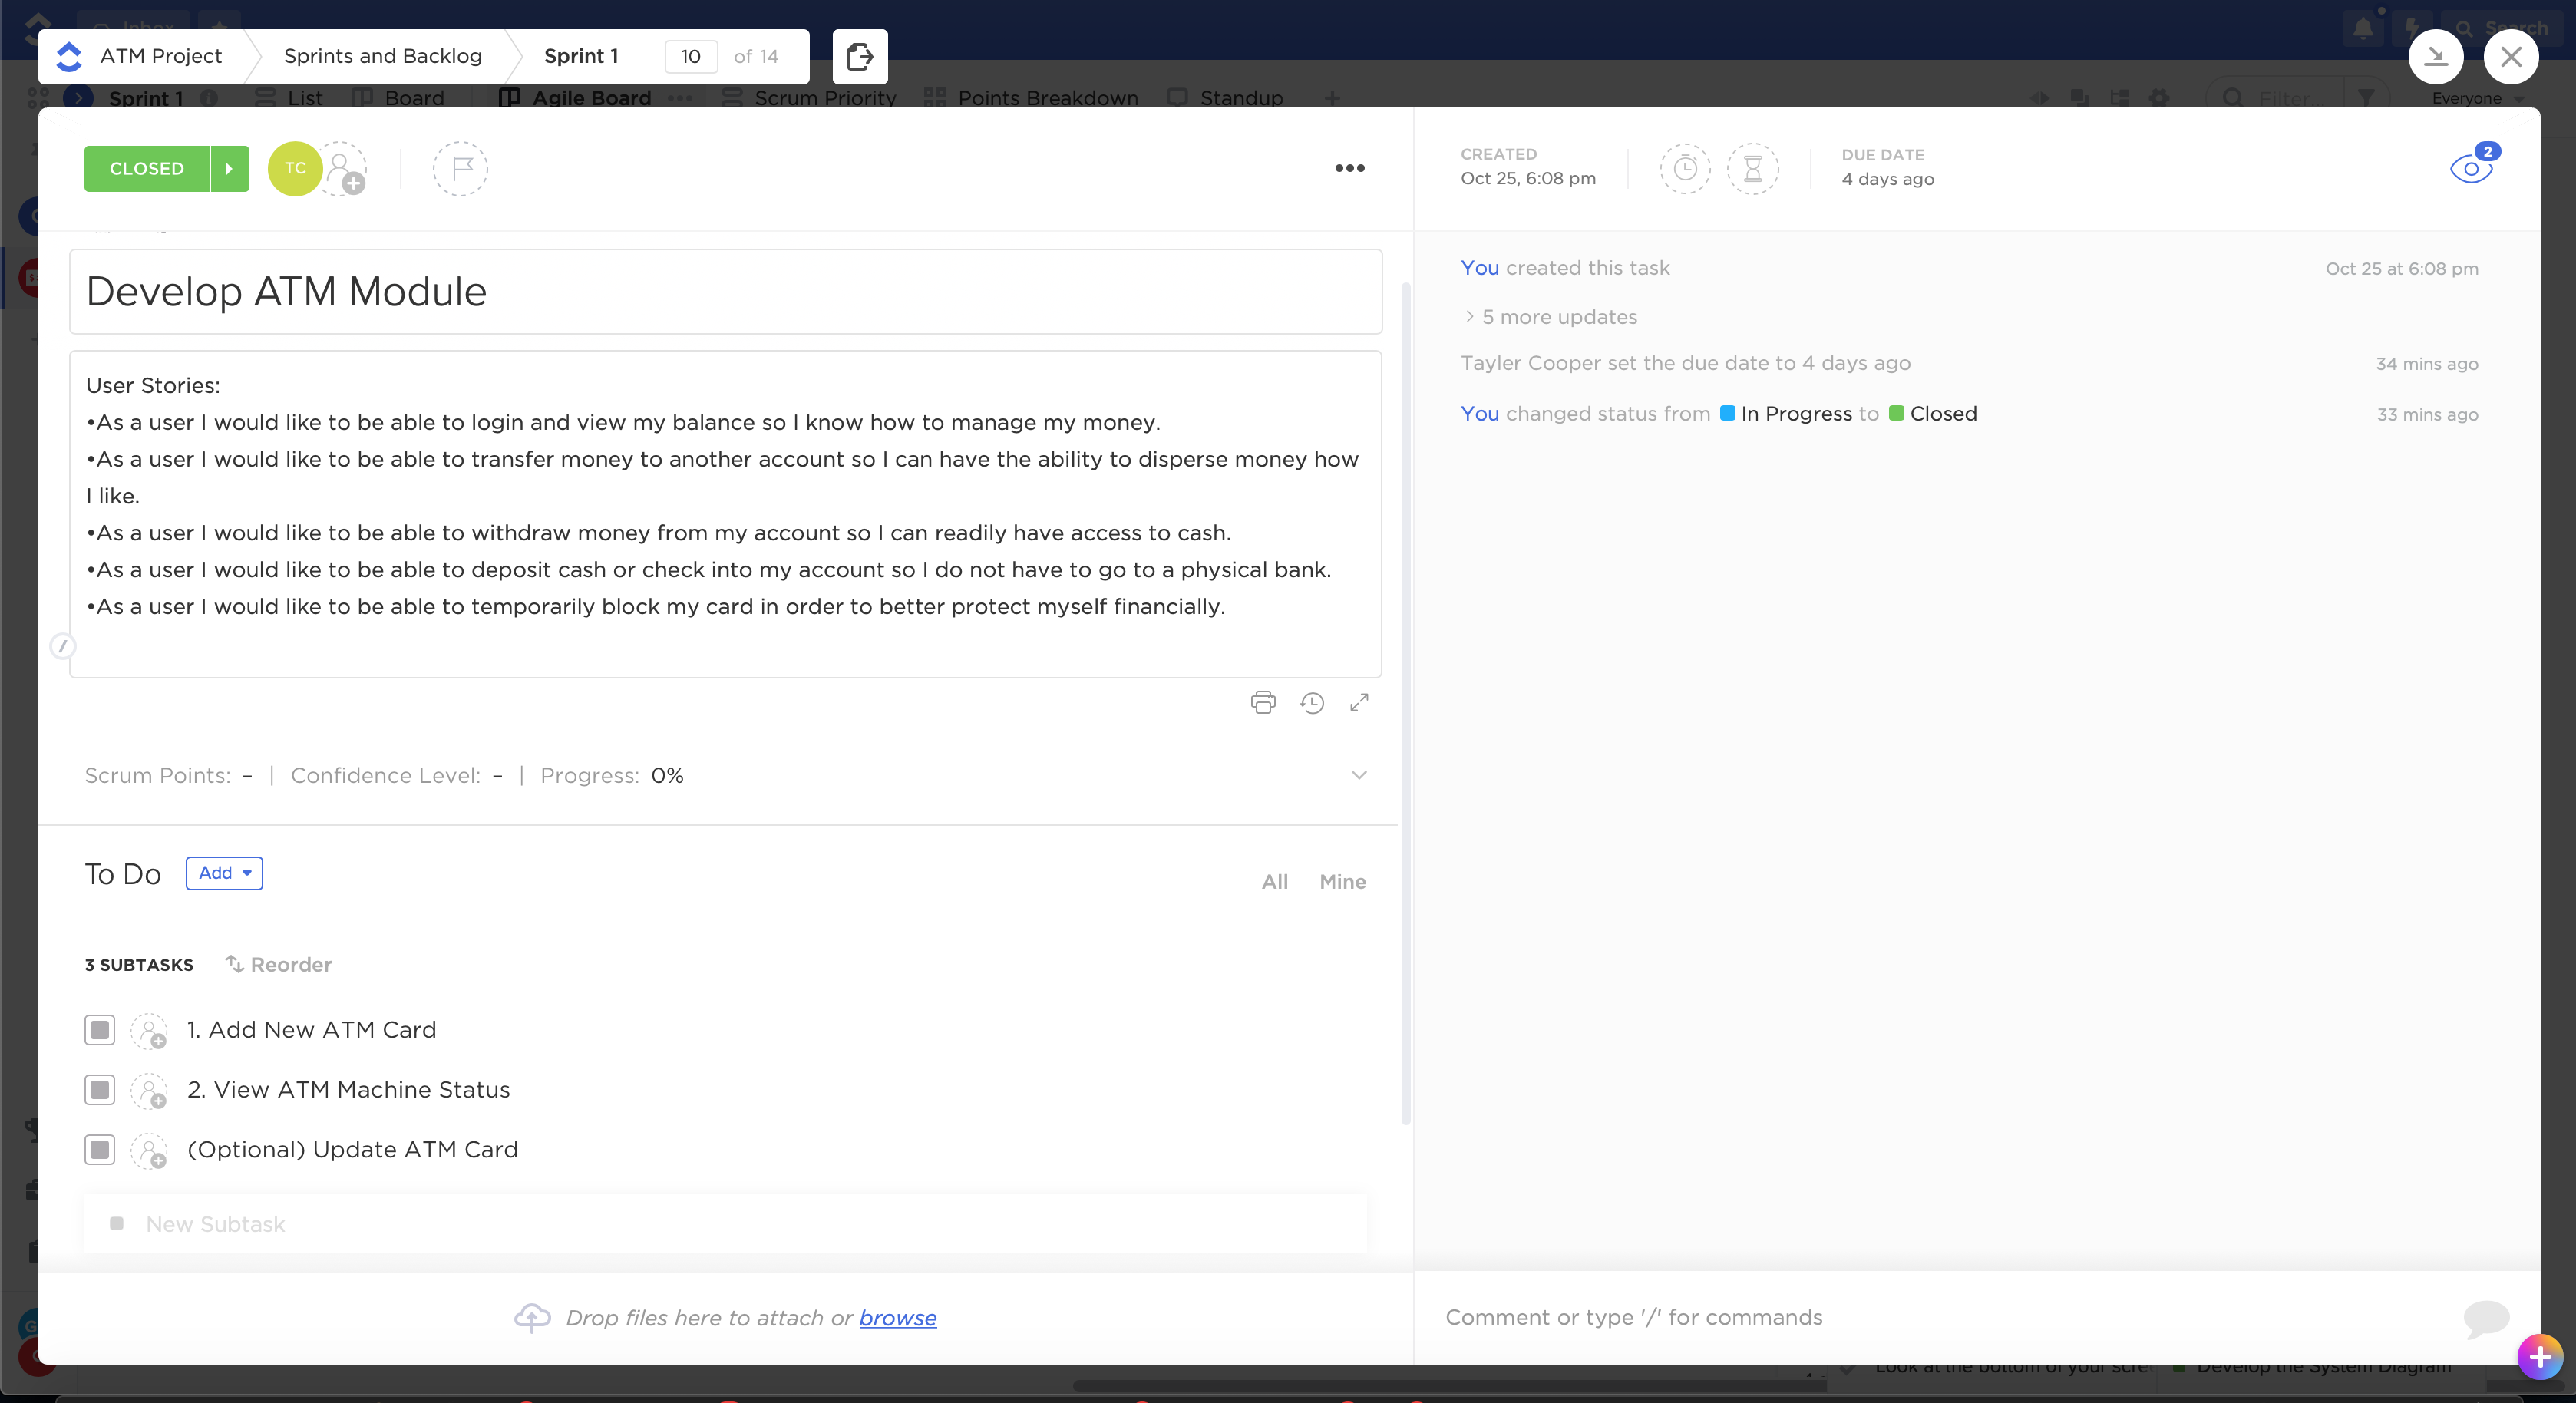 Inbox
Search
ATM Project
Sprints and Backlog
Sprint 1
10 of 14
Sprint 1
List
Board
Agile Board
Scrum Priority
Points Breakdown
Standup
Filter...
Everyone
CLOSED
TC
CREATED
Oct 25, 6:08 pm
DUE DATE
4 days ago
2
Develop ATM Module
User Stories:
•As a user I would like to be able to login and view my balance so I know how to manage my money.
•As a user I would like to be able to transfer money to another account so I can have the ability to disperse money how
I like.
•As a user I would like to be able to withdraw money from my account so I can readily have access to cash.
•As a user I would like to be able to deposit cash or check into my account so I do not have to go to a physical bank.
•As a user I would like to be able to temporarily block my card in order to better protect myself financially.
/
Scrum Points: – | Confidence Level: – | Progress: 0%
To Do
Add
All
Mine
3 SUBTASKS
Reorder
1. Add New ATM Card
2. View ATM Machine Status
(Optional) Update ATM Card
New Subtask
Drop files here to attach or browse
You created this task
Oct 25 at 6:08 pm
5 more updates
Tayler Cooper set the due date to 4 days ago
34 mins ago
You changed status from In Progress to Closed
33 mins ago
Comment or type '/' for commands
Look at the bottom of your scre
Develop the System Diagram